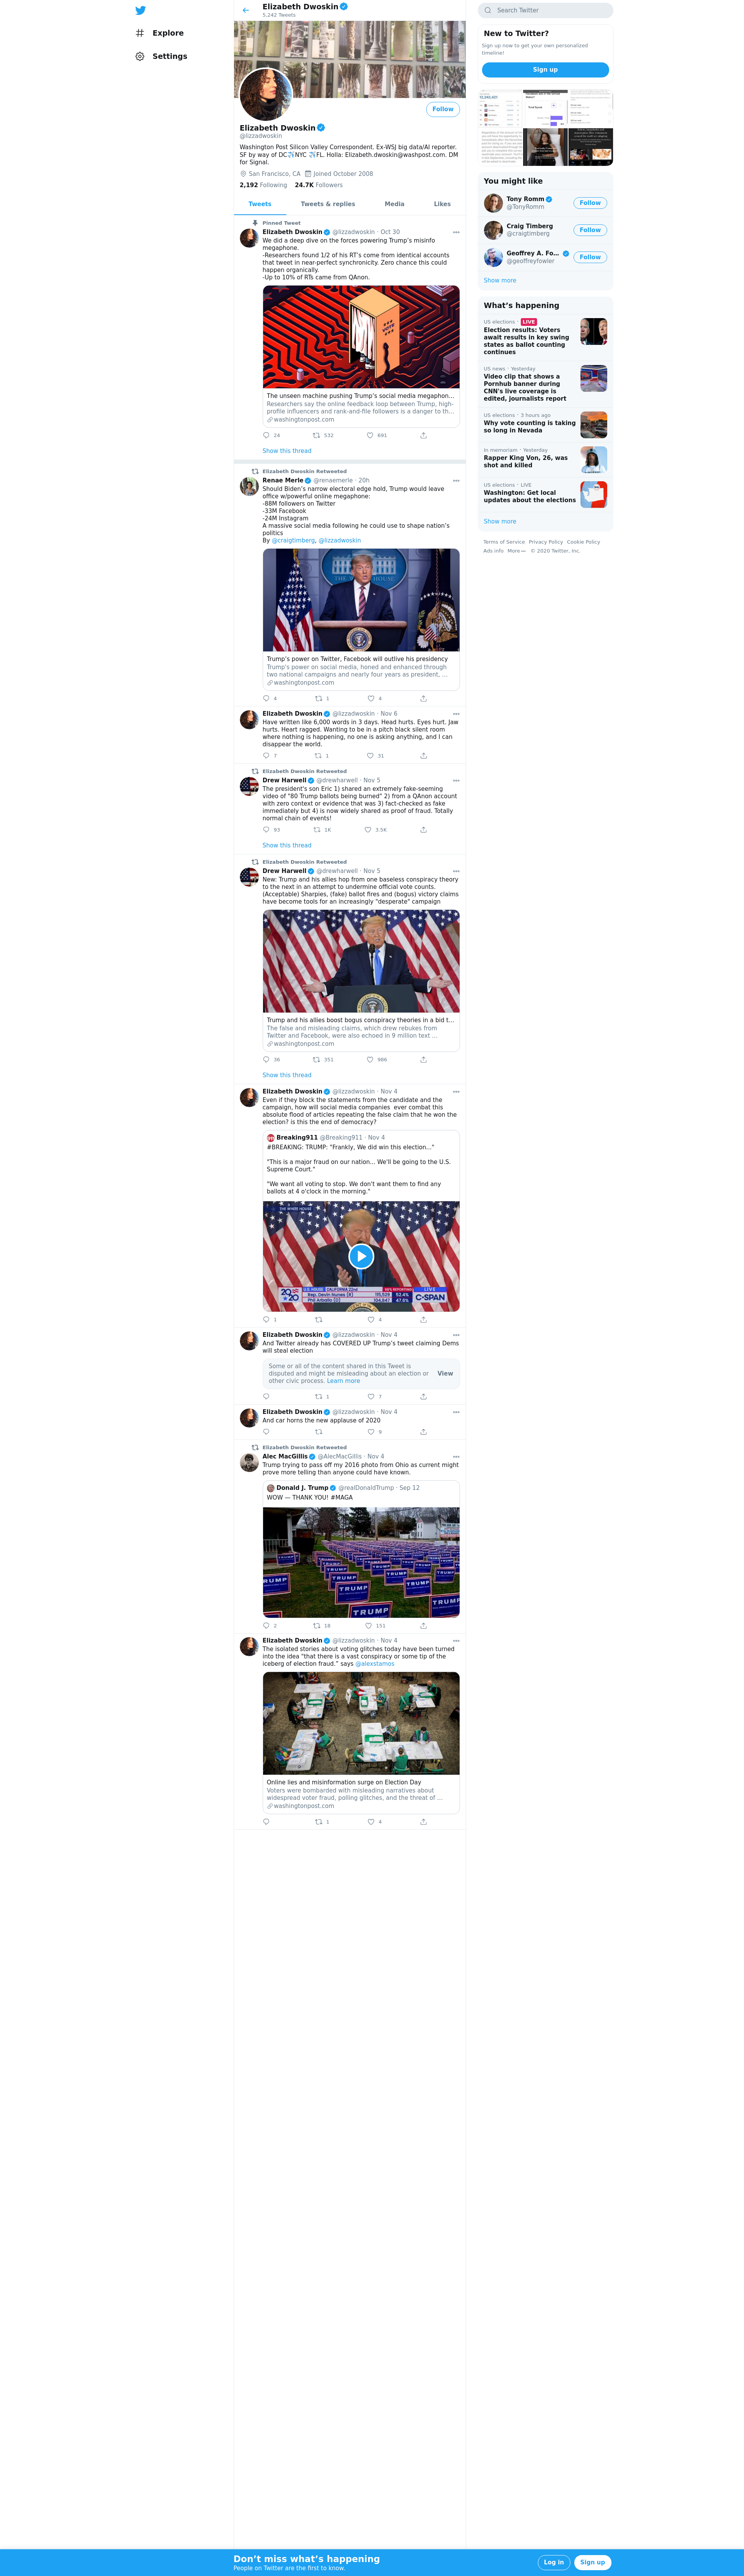 Explore
Settings
Elizabeth Dwoskin
5,242 Tweets
Follow
Elizabeth Dwoskin
@lizzadwoskin
Washington Post Silicon Valley Correspondent. Ex-WSJ big data/AI reporter.
SF by way of DC✈️NYC ✈️FL. Holla: Elizabeth.dwoskin@washpost.com. DM
for Signal.
San Francisco, CA Joined October 2008
2,192 Following 24.7K Followers
Tweets Tweets & replies Media Likes
Pinned Tweet
Elizabeth Dwoskin @lizzadwoskin · Oct 30
We did a deep dive on the forces powering Trump's misinfo
megaphone.
-Researchers found 1/2 of his RT's come from identical accounts
that tweet in near-perfect synchronicity. Zero chance this could
happen organically.
-Up to 10% of RTs came from QAnon.
The unseen machine pushing Trump's social media megaphon...
Researchers say the online feedback loop between Trump, high-
profile influencers and rank-and-file followers is a danger to th...
washingtonpost.com
24 532 691
Show this thread
Elizabeth Dwoskin Retweeted
Renae Merle @renaemerle · 20h
Should Biden's narrow electoral edge hold, Trump would leave
office w/powerful online megaphone:
-88M followers on Twitter
-33M Facebook
-24M Instagram
A massive social media following he could use to shape nation's
politics
By @craigtimberg, @lizzadwoskin
Trump's power on Twitter, Facebook will outlive his presidency
Trump's power on social media, honed and enhanced through
two national campaigns and nearly four years as president, ...
washingtonpost.com
4 1 4
Elizabeth Dwoskin @lizzadwoskin · Nov 6
Have written like 6,000 words in 3 days. Head hurts. Eyes hurt. Jaw
hurts. Heart ragged. Wanting to be in a pitch black silent room
where nothing is happening, no one is asking anything, and I can
disappear the world.
7 1 31
Elizabeth Dwoskin Retweeted
Drew Harwell @drewharwell · Nov 5
The president's son Eric 1) shared an extremely fake-seeming
video of "80 Trump ballots being burned" 2) from a QAnon account
with zero context or evidence that was 3) fact-checked as fake
immediately but 4) is now widely shared as proof of fraud. Totally
normal chain of events!
93 1K 3.5K
Show this thread
Elizabeth Dwoskin Retweeted
Drew Harwell @drewharwell · Nov 5
New: Trump and his allies hop from one baseless conspiracy theory
to the next in an attempt to undermine official vote counts.
(Acceptable) Sharpies, (fake) ballot fires and (bogus) victory claims
have become tools for an increasingly "desperate" campaign
Trump and his allies boost bogus conspiracy theories in a bid t...
The false and misleading claims, which drew rebukes from
Twitter and Facebook, were also echoed in 9 million text ...
washingtonpost.com
36 351 986
Show this thread
Elizabeth Dwoskin @lizzadwoskin · Nov 4
Even if they block the statements from the candidate and the
campaign, how will social media companies ever combat this
absolute flood of articles repeating the false claim that he won the
election? is this the end of democracy?
Breaking911 @Breaking911 · Nov 4
#BREAKING: TRUMP: "Frankly, We did win this election..."
"This is a major fraud on our nation... We'll be going to the U.S.
Supreme Court."
"We want all voting to stop. We don't want them to find any
ballots at 4 o'clock in the morning."
THE WHITE HOUSE
2020 U.S. HOUSE CALIFORNIA 22nd 56% REPORTING LIVE
Rep. Devin Nunes (R) 115,529 52.4%
Phil Arballo (D) 104,847 47.6%
C-SPAN
1 4
Elizabeth Dwoskin @lizzadwoskin · Nov 4
And Twitter already has COVERED UP Trump's tweet claiming Dems
will steal election
Some or all of the content shared in this Tweet is
disputed and might be misleading about an election or
other civic process. Learn more
View
1 7
Elizabeth Dwoskin @lizzadwoskin · Nov 4
And car horns the new applause of 2020
9
Elizabeth Dwoskin Retweeted
Alec MacGillis @AlecMacGillis · Nov 4
Trump trying to pass off my 2016 photo from Ohio as current might
prove more telling than anyone could have known.
Donald J. Trump @realDonaldTrump · Sep 12
WOW — THANK YOU! #MAGA
TRUMP
TRUMP
TRUMP
TRUMP
2 18 151
Elizabeth Dwoskin @lizzadwoskin · Nov 4
The isolated stories about voting glitches today have been turned
into the idea "that there is a vast conspiracy or some tip of the
iceberg of election fraud." says @alexstamos
Online lies and misinformation surge on Election Day
Voters were bombarded with misleading narratives about
widespread voter fraud, polling glitches, and the threat of ...
washingtonpost.com
1 4
Search Twitter
New to Twitter?
Sign up now to get your own personalized
timeline!
Sign up
You might like
Tony Romm
@TonyRomm
Follow
Craig Timberg
@craigtimberg
Follow
Geoffrey A. Fo...
@geoffreyfowler
Follow
Show more
What's happening
US elections · LIVE
Election results: Voters
await results in key swing
states as ballot counting
continues
US news · Yesterday
Video clip that shows a
Pornhub banner during
CNN's live coverage is
edited, journalists report
US elections · 3 hours ago
Why vote counting is taking
so long in Nevada
In memoriam · Yesterday
Rapper King Von, 26, was
shot and killed
US elections · LIVE
Washington: Get local
updates about the elections
Show more
Terms of Service Privacy Policy Cookie Policy
Ads info More © 2020 Twitter, Inc.
Don't miss what's happening
People on Twitter are the first to know.
Log in
Sign up